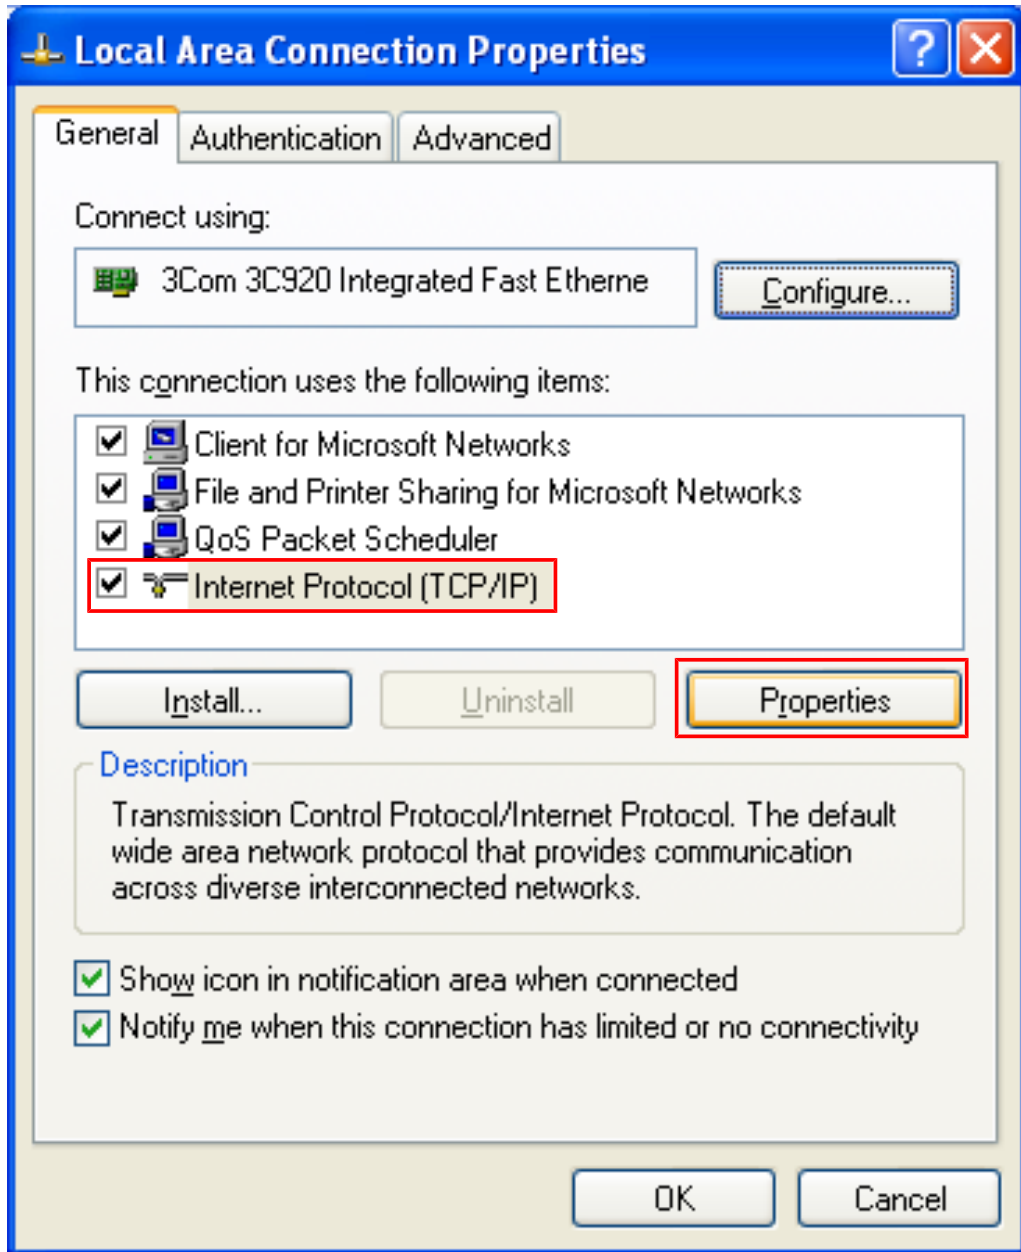 Local Area Connection Properties
?
General
Authentication
Advanced
Connect using:
3Com 3C920 Integrated Fast Etherne
Configure...
This connection uses the following items:
Client for Microsoft Networks
File and Printer Sharing for Microsoft Networks
QoS Packet Scheduler
Internet Protocol (TCP/IP)
Install...
Uninstall
Properties
Description
Transmission Control Protocol/Internet Protocol. The default
wide area network protocol that provides communication
across diverse interconnected networks.
Show icon in notification area when connected
Notify me when this connection has limited or no connectivity
OK
Cancel